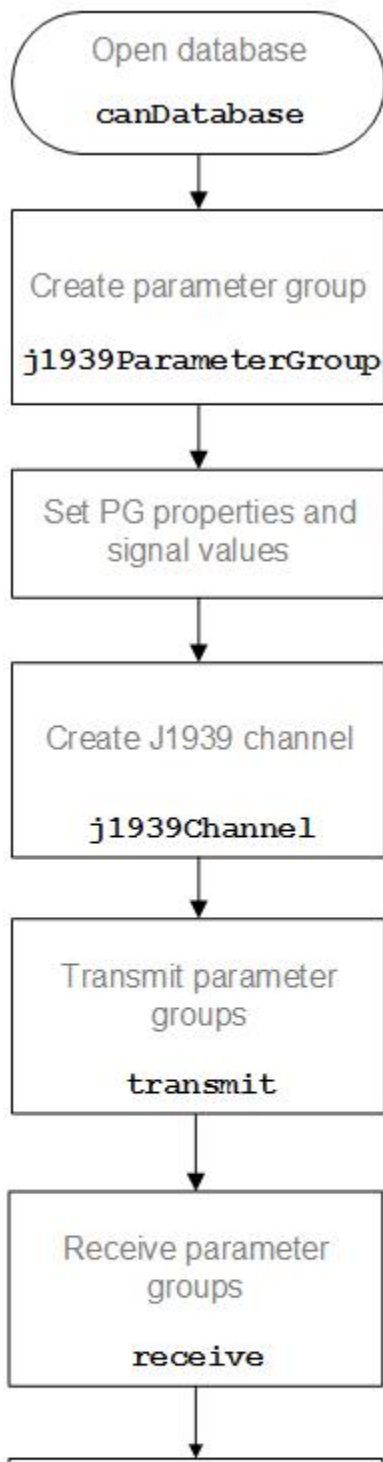 Open database
canDatabase
Create parameter group
j1939ParameterGroup
Set PG properties and
signal values
Create J1939 channel
j1939Channel
Transmit parameter
groups
transmit
Receive parameter
groups
receive